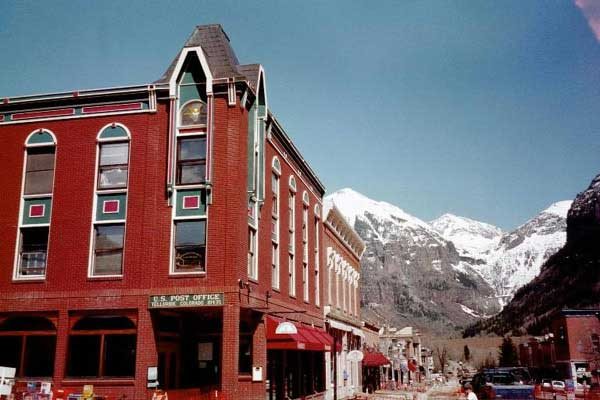 U.S. POST OFFICE
TELLURIDE, COLORADO 81435